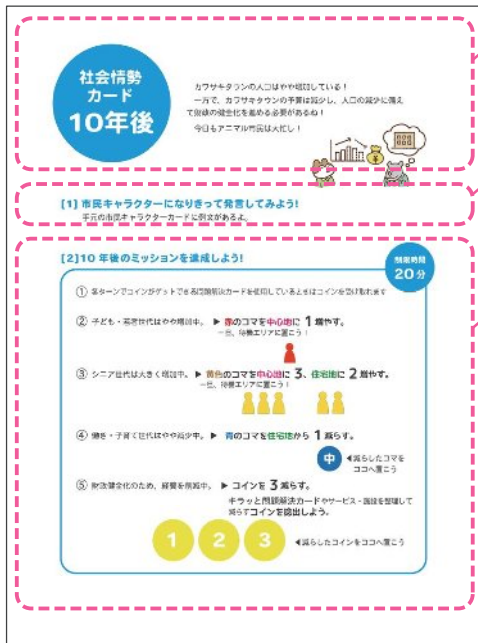 社会情勢
カード
10年後
カワサキタウンの人口はやや増加している！
一方で、カワサキタウンの予算は減少し、人口の減少に備え
て財政の健全化を進める必要があるね！
今日もアニマル市民は大忙し！
[1] 市民キャラクターになりきって発言してみよう！
手元の市民キャラクターカードに例文があるよ。
[2]10 年後のミッションを達成しよう！
制限時間
20分
① 各ターンでコインがゲットできる問題解決カードを使用しているときはコインを受け取れます
② 子ども・若者世代はやや増加中。 ▶ 赤のコマを中心地に 1 増やす。
一旦、待機エリアに置こう！
③ シニア世代は大きく増加中。 ▶ 黄色のコマを中心地に 3、住宅地に 2 増やす。
一旦、待機エリアに置こう！
④ 働き・子育て世代はやや減少中。 ▶ 青のコマを住宅地から 1 減らす。
中 ◀減らしたコマを
ココへ置こう
⑤ 財政健全化のため、経費を削減中。 ▶ コインを 3 減らす。
キラッと問題解決カードやサービス・施設を整理して
減らすコインを捻出しよう。
1 2 3 ◀減らしたコインをココへ置こう